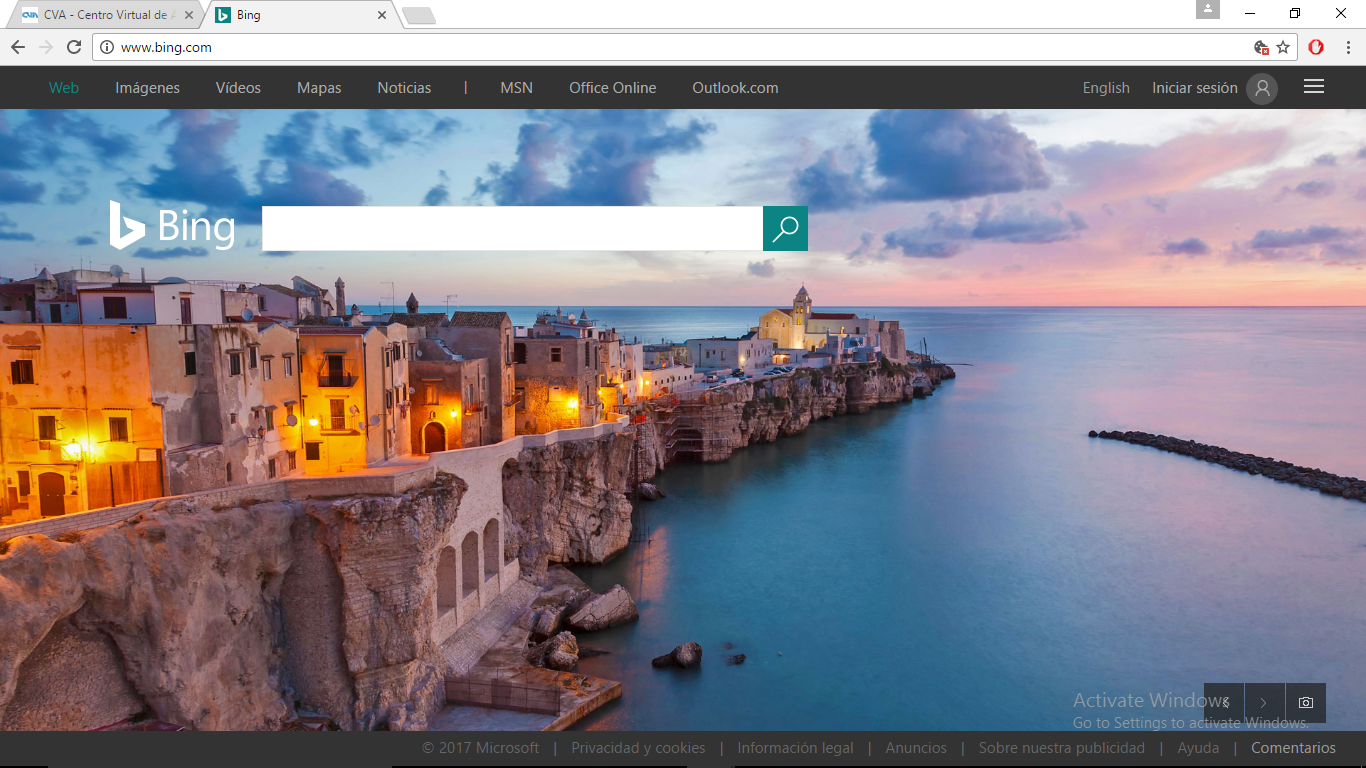 CVA - Centro Virtual de A
Bing
www.bing.com
Web Imágenes Vídeos Mapas Noticias | MSN Office Online Outlook.com English Iniciar sesión
Bing
Activate Windows
Go to Settings to activate Windows.
© 2017 Microsoft | Privacidad y cookies | Información legal | Anuncios | Sobre nuestra publicidad | Ayuda | Comentarios